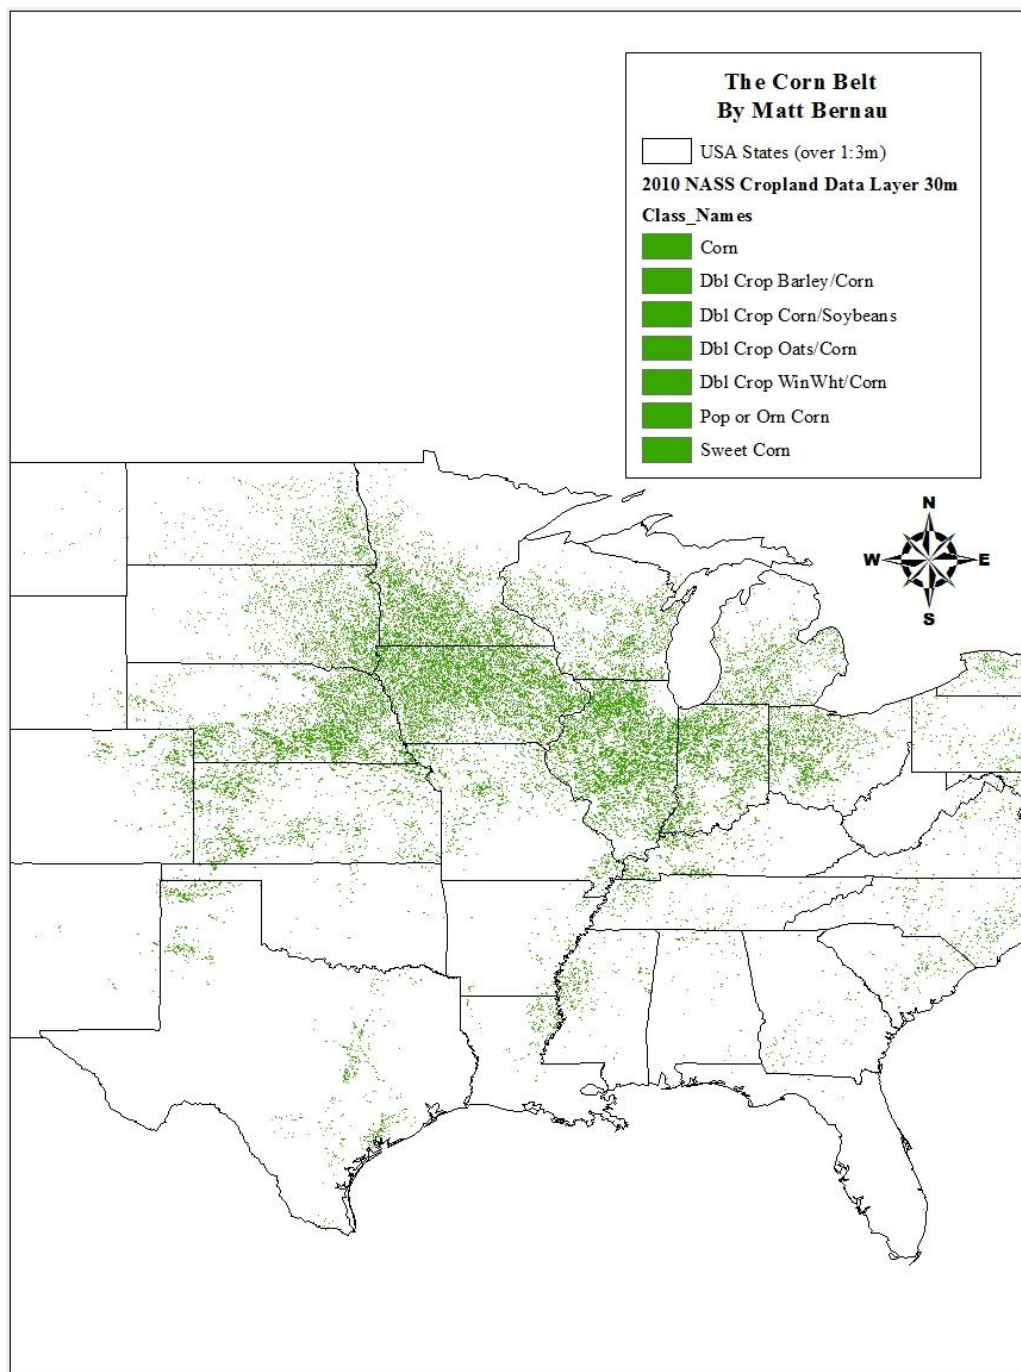 The Corn Belt
By Matt Bernau
USA States (over 1:3m)
2010 NASS Cropland Data Layer 30m
Class_Names
Corn
Dbl Crop Barley/Corn
Dbl Crop Corn/Soybeans
Dbl Crop Oats/Corn
Dbl Crop WinWht/Corn
Pop or Orn Corn
Sweet Corn
N
W E
S